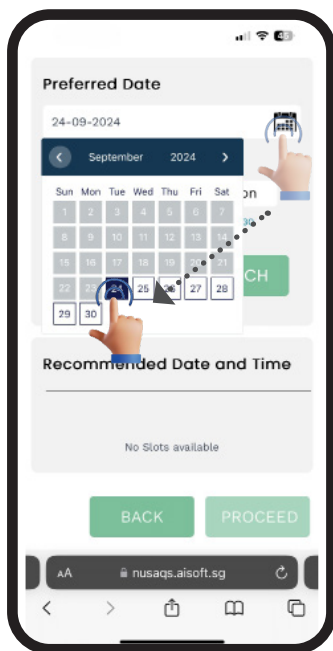 Preferred Date
24-09-2024
September 2024
Sun Mon Tue Wed Thu Fri Sat
1 2 3 4 5 6 7
8 9 10 11 12 13 14
15 16 17 18 19 20 21
22 23 24 25 26 27 28
29 30
on
CH
Recommended Date and Time
No Slots available
BACK PROCEED
AA nusaqs.aisoft.sg